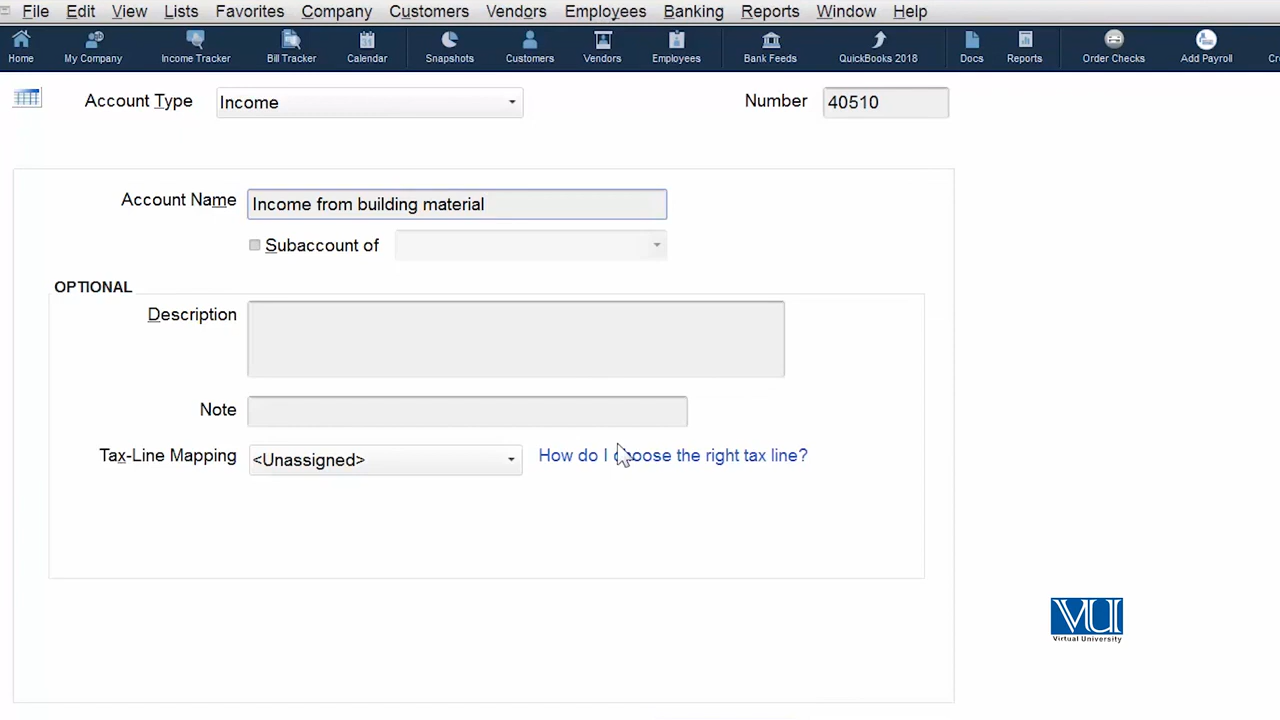 File Edit View Lists Favorites Company Customers Vendors Employees Banking Reports Window Help
Home My Company Income Tracker Bill Tracker Calendar Snapshots Customers Vendors Employees Bank Feeds QuickBooks 2018 Docs Reports Order Checks Add Payroll
Account Type Income Number 40510
Account Name Income from building material
Subaccount of
OPTIONAL
Description
Note
Tax-Line Mapping <Unassigned> How do I choose the right tax line?
VU
Virtual University